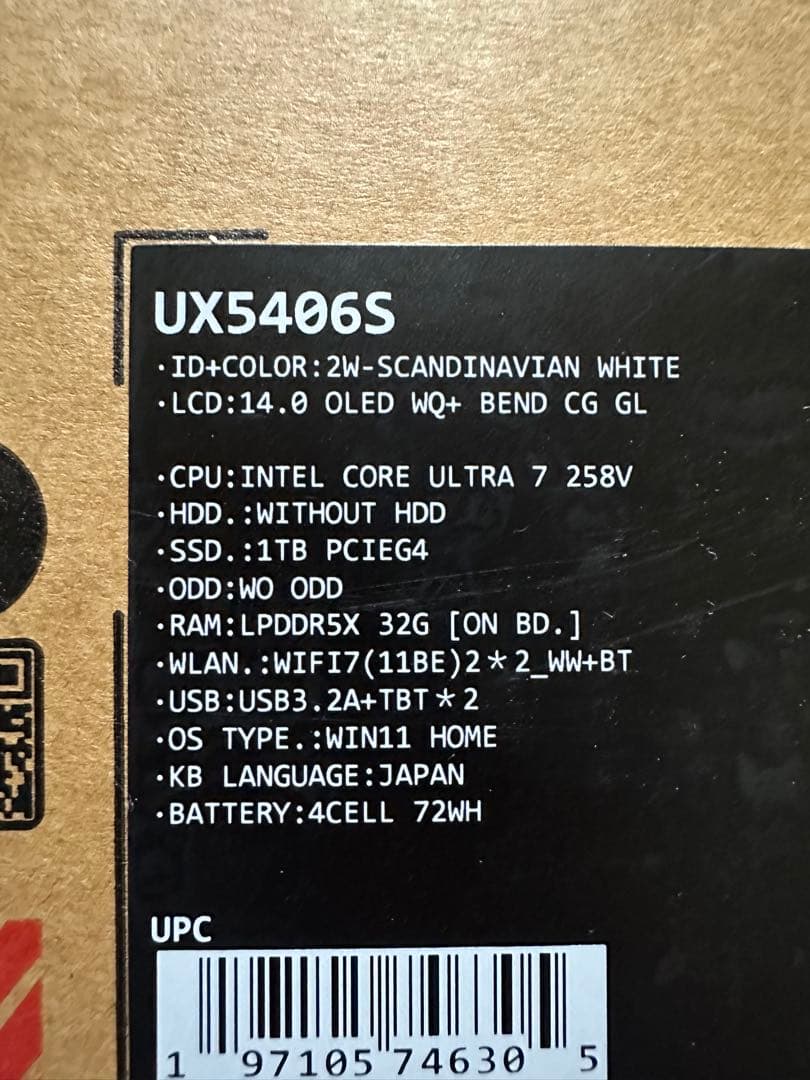 UX5406S
·ID+COLOR:2W-SCANDINAVIAN WHITE
·LCD:14.0 OLED WQ+ BEND CG GL
·CPU:INTEL CORE ULTRA 7 258V
·HDD.:WITHOUT HDD
·SSD.:1TB PCIEG4
·ODD:WO ODD
·RAM:LPDDR5X 32G [ON BD.]
·WLAN.:WIFI7(11BE)2*2_WW+BT
·USB:USB3.2A+TBT*2
·OS TYPE.:WIN11 HOME
·KB LANGUAGE:JAPAN
·BATTERY:4CELL 72WH
UPC
1 97105 74630 5